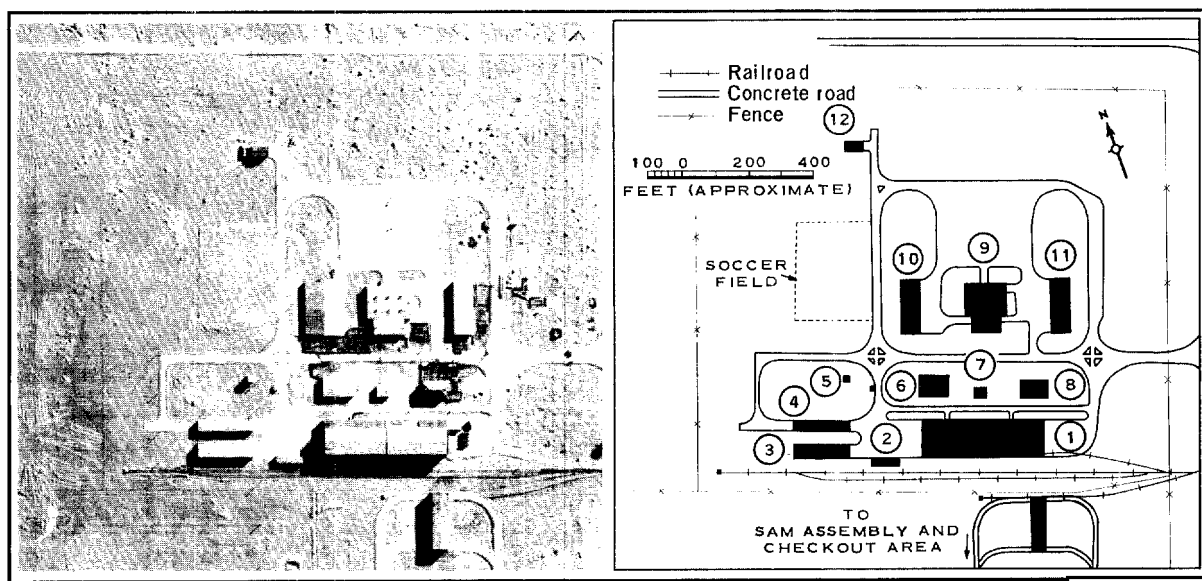 Railroad
Concrete road
Fence
12
N
100 0 200 400
FEET (APPROXIMATE)
SOCCER
FIELD
10
9
11
7
5
6
8
4
3
2
1
TO
SAM ASSEMBLY AND
CHECKOUT AREA